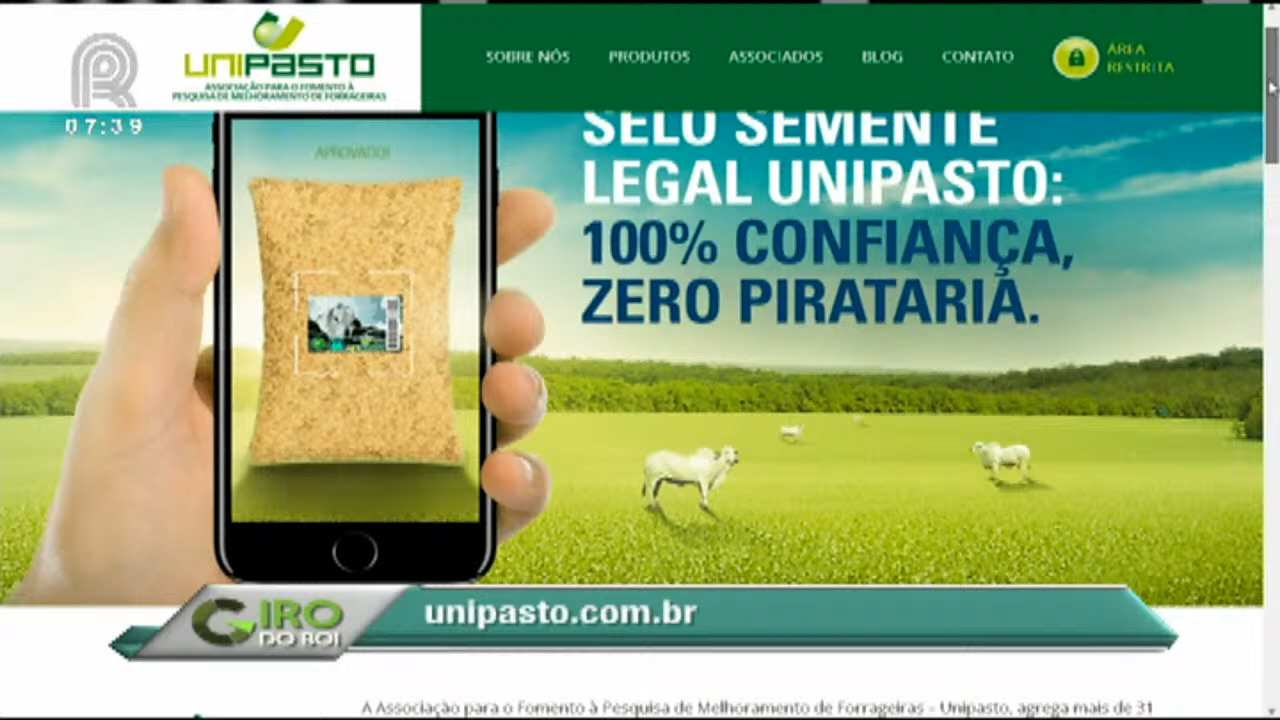 UNIPASTO
ASSOCIAÇÃO PARA O FOMENTO À
PESQUISA DE MELHORAMENTO DE FORRAGEIRAS
SOBRE NÓS PRODUTOS ASSOCIADOS BLOG CONTATO ÁREA RESTRITA
07:39
APROVADO!
SELO SEMENTE
LEGAL UNIPASTO:
100% CONFIANÇA,
ZERO PIRATARIA.
GIRO
DO BOI
unipasto.com.br
A Associação para o Fomento à Pesquisa de Melhoramento de Forrageiras – Unipasto, agrega mais de 31